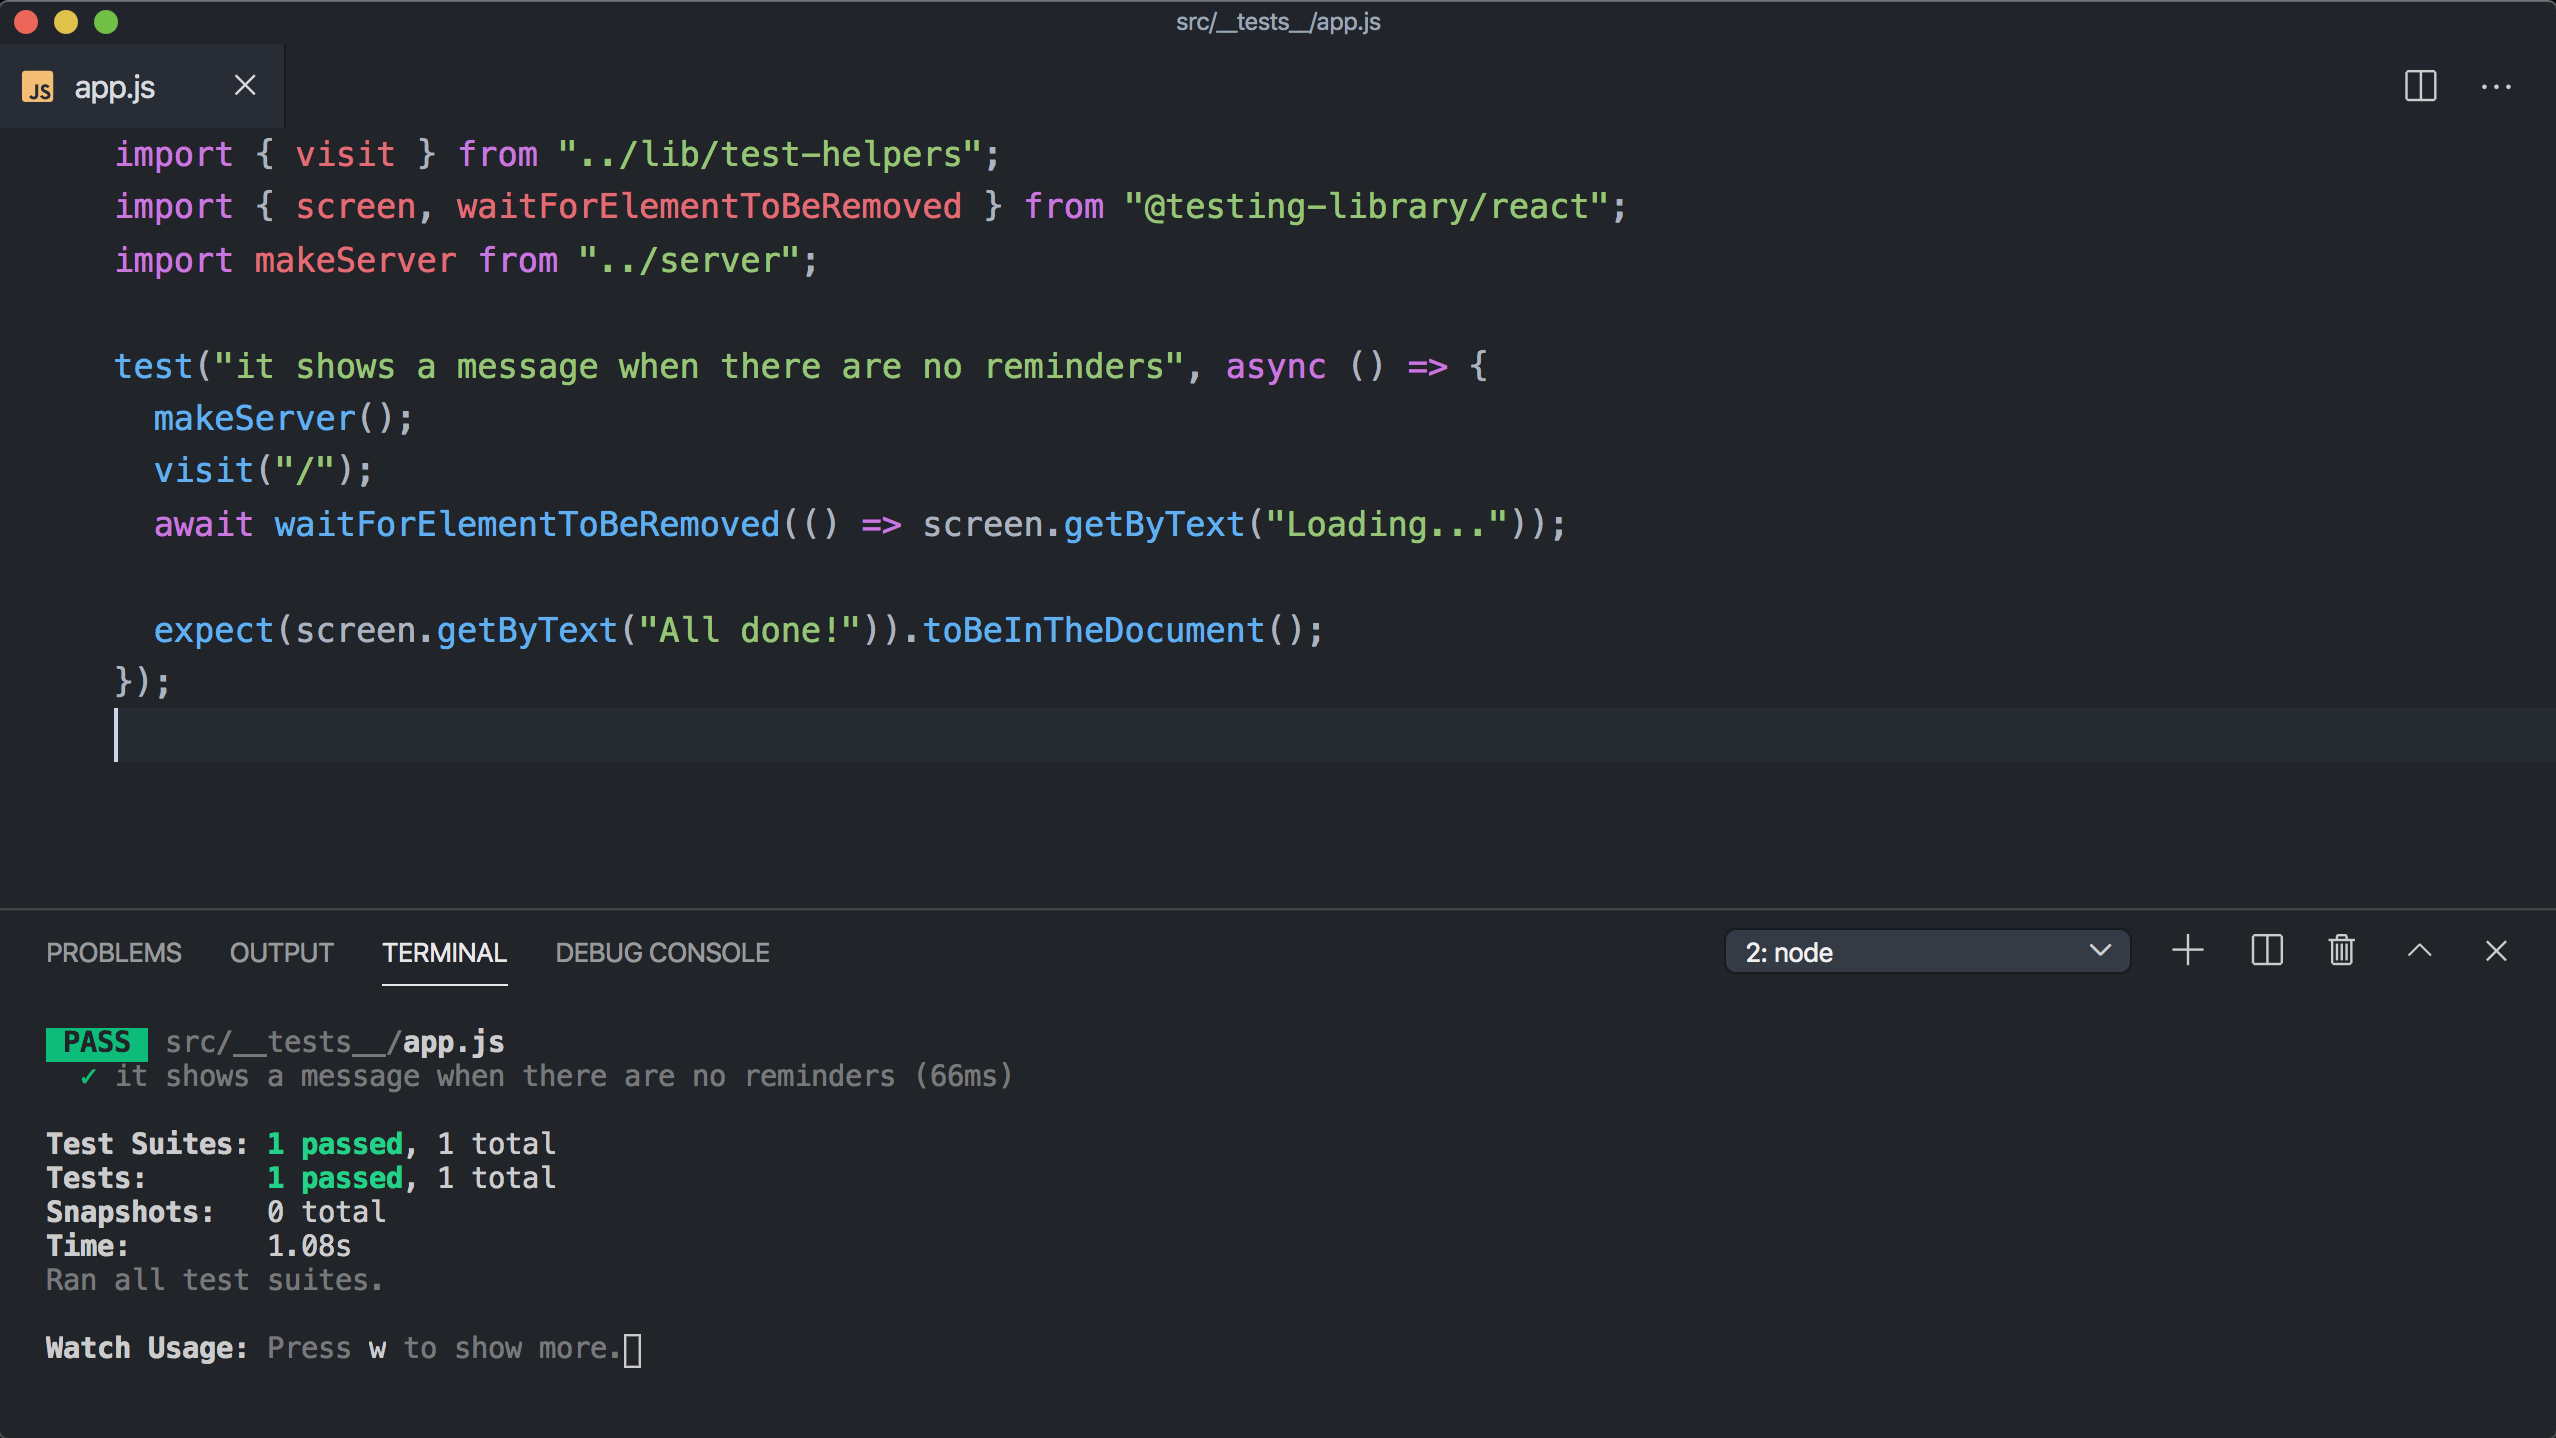 src/__tests__/app.js
JS app.js
import { visit } from "../lib/test-helpers";
import { screen, waitForElementToBeRemoved } from "@testing-library/react";
import makeServer from "../server";
test("it shows a message when there are no reminders", async () => {
  makeServer();
  visit("/");
  await waitForElementToBeRemoved(() => screen.getByText("Loading..."));
  expect(screen.getByText("All done!")).toBeInTheDocument();
});
PROBLEMS OUTPUT TERMINAL DEBUG CONSOLE 2: node
PASS src/__tests__/app.js
✓ it shows a message when there are no reminders (66ms)
Test Suites: 1 passed, 1 total
Tests: 1 passed, 1 total
Snapshots: 0 total
Time: 1.08s
Ran all test suites.
Watch Usage: Press w to show more.